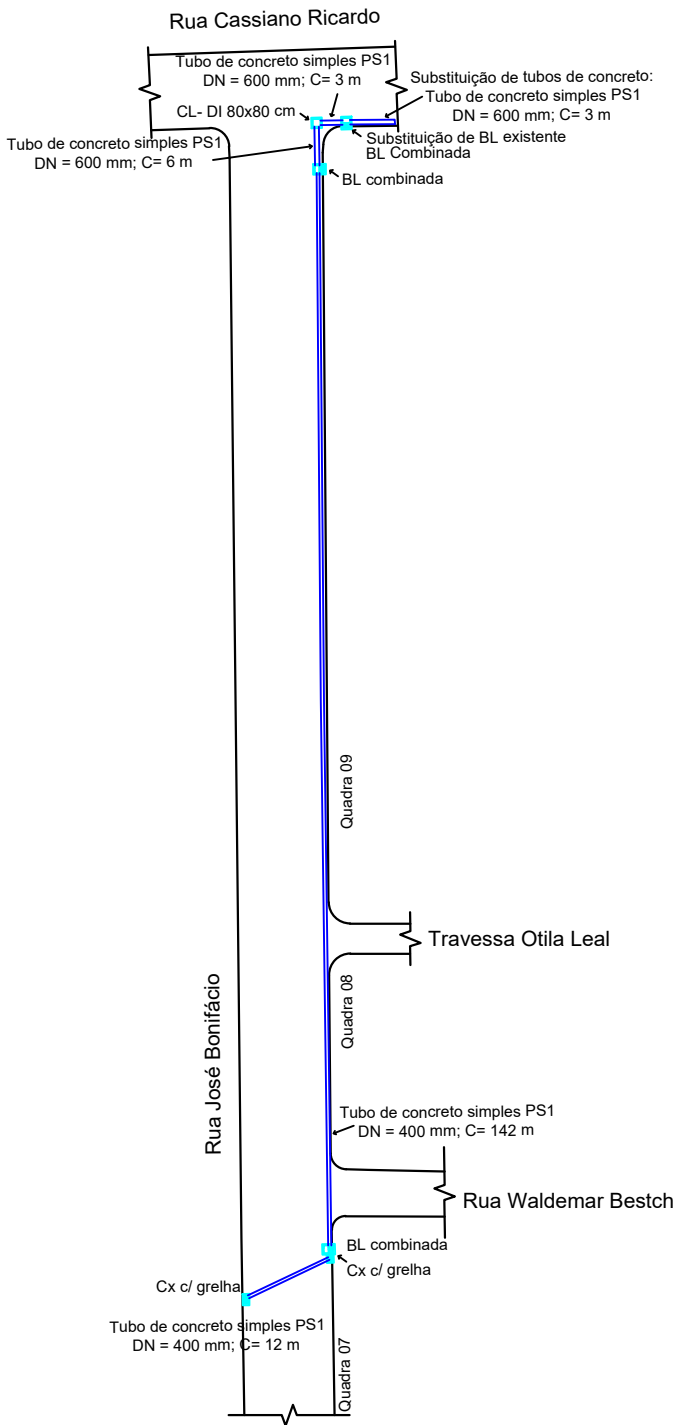 Rua Cassiano Ricardo
Tubo de concreto simples PS1
DN = 600 mm; C= 3 m
Substituição de tubos de concreto:
Tubo de concreto simples PS1
DN = 600 mm; C= 3 m
CL- DI 80x80 cm
Substituição de BL existente
BL Combinada
Tubo de concreto simples PS1
DN = 600 mm; C= 6 m
BL combinada
Quadra 09
Travessa Otila Leal
Quadra 08
Rua José Bonifácio
Tubo de concreto simples PS1
DN = 400 mm; C= 142 m
Rua Waldemar Bestch
BL combinada
Cx c/ grelha
Cx c/ grelha
Tubo de concreto simples PS1
DN = 400 mm; C= 12 m
Quadra 07